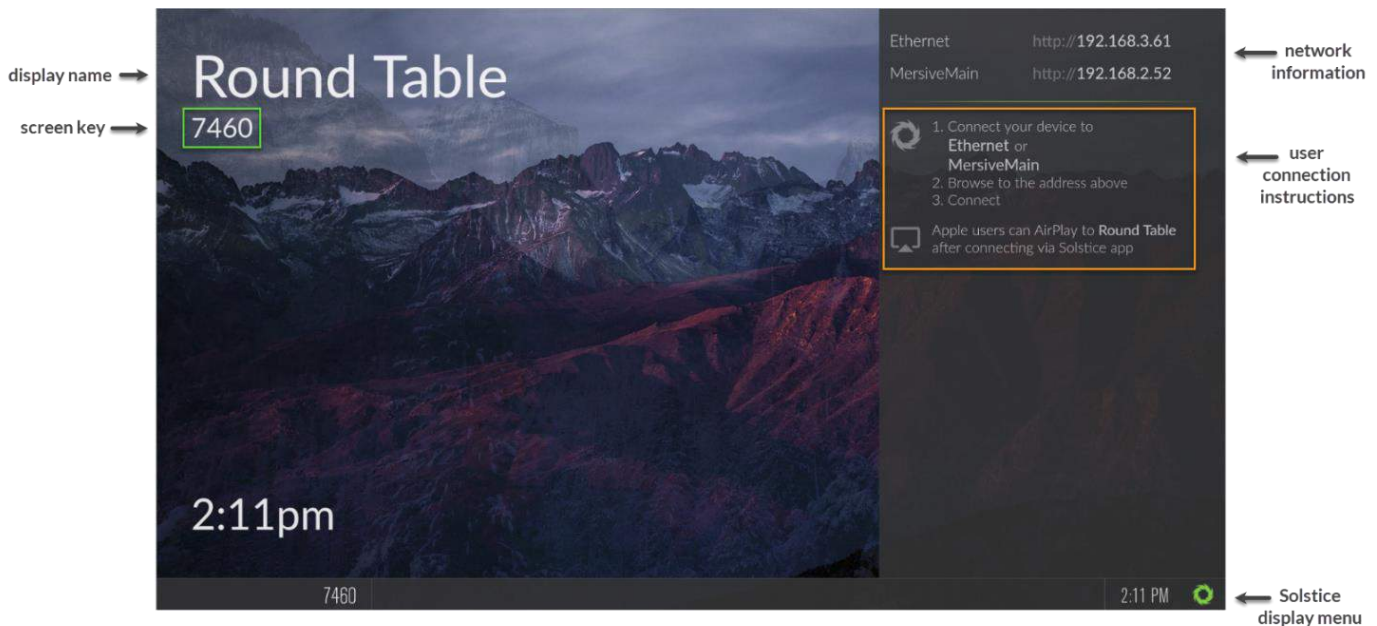 display name
screen key
Round Table
7460
2:11pm
7460
Ethernet http://192.168.3.61
MersiveMain http://192.168.2.52
1. Connect your device to
Ethernet or
MersiveMain
2. Browse to the address above
3. Connect
Apple users can AirPlay to Round Table
after connecting via Solstice app
2:11 PM
network
information
user
connection
instructions
Solstice
display menu